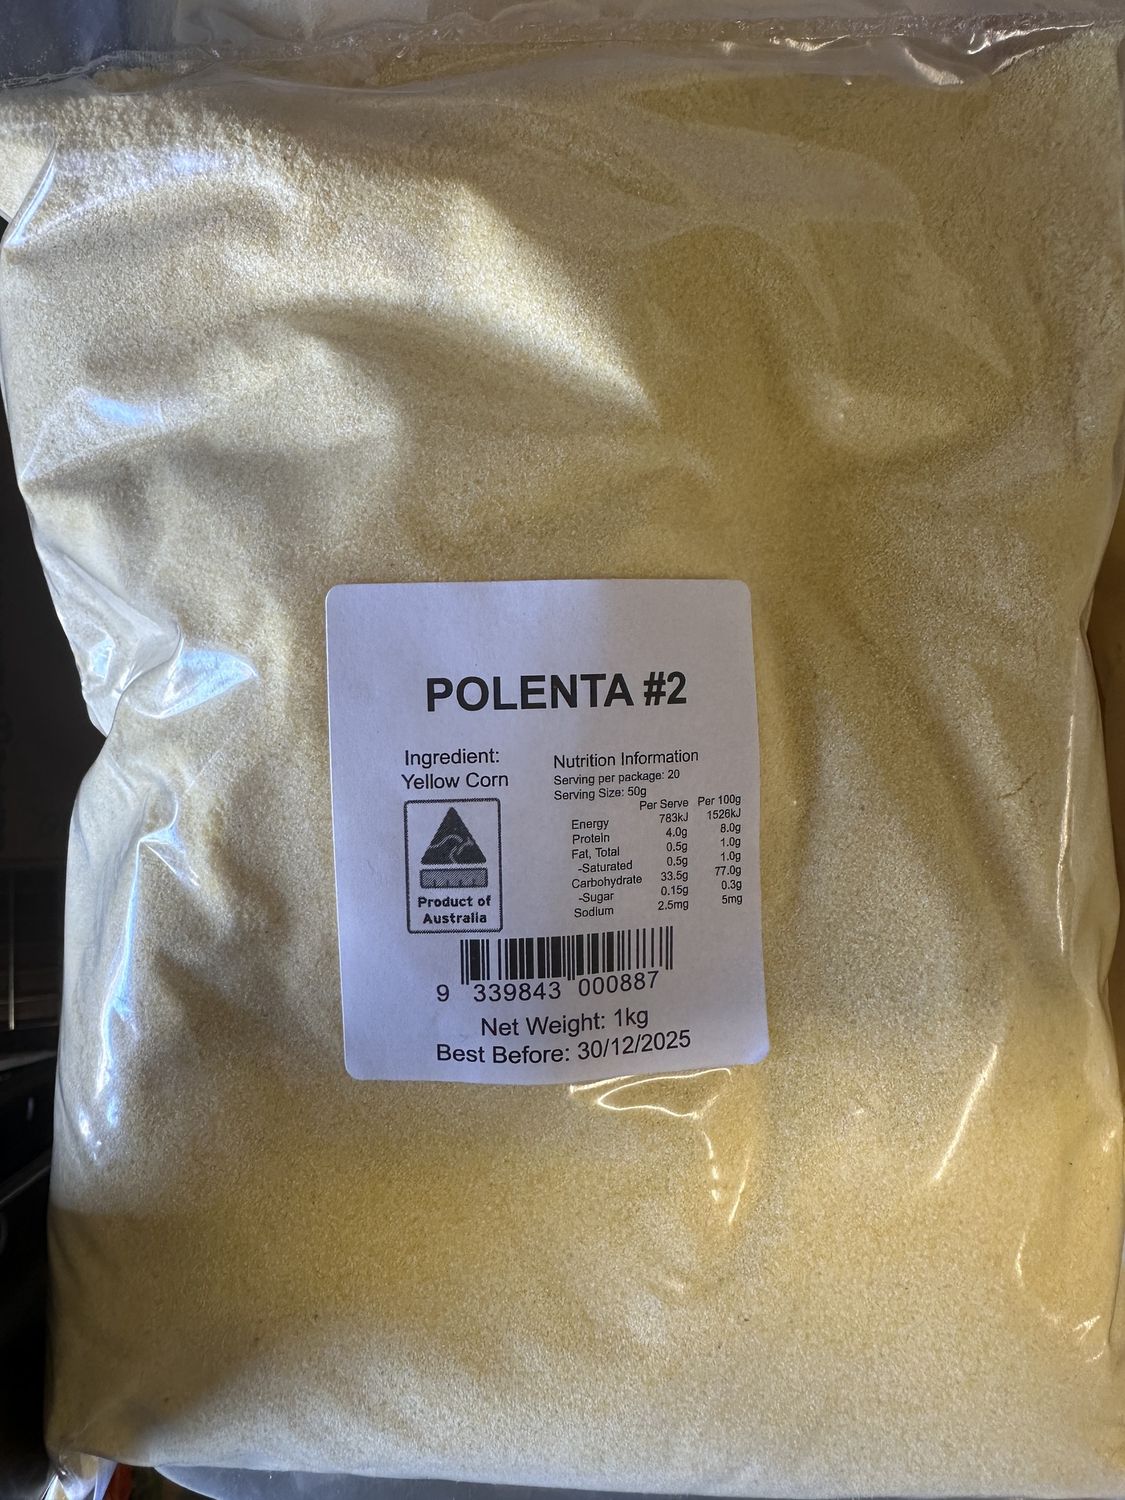 POLENTA #2
Ingredient:
Yellow Corn
Product of
Australia
Nutrition Information
Serving per package: 20
Serving Size: 50g
Per Serve Per 100g
Energy 783kJ 1526kJ
Protein 4.0g 8.0g
Fat, Total 0.5g 1.0g
-Saturated 0.5g 1.0g
Carbohydrate 33.5g 77.0g
-Sugar 0.15g 0.3g
Sodium 2.5mg 5mg
9 339843 000887
Net Weight: 1kg
Best Before: 30/12/2025